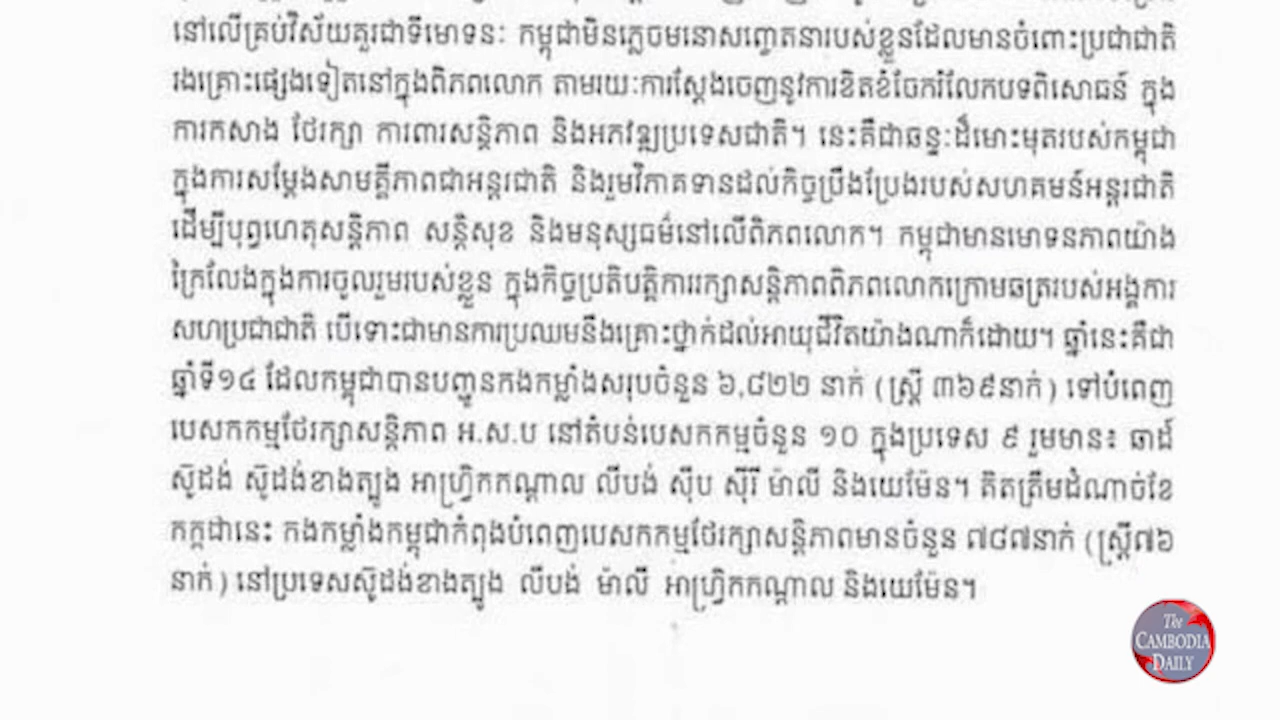 នៅលើគ្រប់វិស័យគួរជាទីមោទនៈ កម្ពុជាមិនភ្លេចមនោសញ្ចេតនារបស់ខ្លួនដែលមានចំពោះប្រជាជាតិ
រងគ្រោះផ្សេងទៀតនៅក្នុងពិភពលោក តាមរយៈការស្តែងចេញនូវការខិតខំចែករំលែកបទពិសោធន៍ ក្នុង
ការកសាង ថែរក្សា ការពារសន្តិភាព និងអភវឌ្ឍប្រទេសជាតិ។ នេះគឺជាឆន្ទៈដ៏មោះមុតរបស់កម្ពុជា
ក្នុងការសម្តែងសាមគ្គីភាពជាអន្តរជាតិ និងរួមវិភាគទានដល់កិច្ចប្រឹងប្រែងរបស់សហគមន៍អន្តរជាតិ
ដើម្បីបុព្វហេតុសន្តិភាព សន្តិសុខ និងមនុស្សធម៌នៅលើពិភពលោក។ កម្ពុជាមានមោទនភាពយ៉ាង
ក្រៃលែងក្នុងការចូលរួមរបស់ខ្លួន ក្នុងកិច្ចប្រតិបត្តិការរក្សាសន្តិភាពពិភពលោកក្រោមឆត្ររបស់អង្គការ
សហប្រជាជាតិ បើទោះជាមានការប្រឈមនឹងគ្រោះថ្នាក់ដល់អាយុជីវិតយ៉ាងណាក៏ដោយ។ ឆ្នាំនេះគឺជា
ឆ្នាំទី១៤ ដែលកម្ពុជាបានបញ្ជូនកងកម្លាំងសរុបចំនួន ៦,៨២២ នាក់ (ស្ត្រី ៣៦៩នាក់) ទៅបំពេញ
បេសកកម្មថែរក្សាសន្តិភាព អ.ស.ប នៅតំបន់បេសកកម្មចំនួន ១០ ក្នុងប្រទេស ៩ រួមមាន៖ ឆាដ៍
ស៊ូដង់ ស៊ូដង់ខាងត្បូង អាហ្វ្រិកកណ្តាល លីបង់ ស៊ីប ស៊ីរី ម៉ាលី និងយេម៉ែន។ គិតត្រឹមដំណាច់ខែ
កក្កដានេះ កងកម្លាំងកម្ពុជាកំពុងបំពេញបេសកកម្មថែរក្សាសន្តិភាពមានចំនួន ៧៨៧នាក់ (ស្ត្រី៧៦
នាក់) នៅប្រទេសស៊ូដង់ខាងត្បូង លីបង់ ម៉ាលី អាហ្វ្រិកកណ្តាល និងយេម៉ែន។
The
CAMBODIA
DAILY